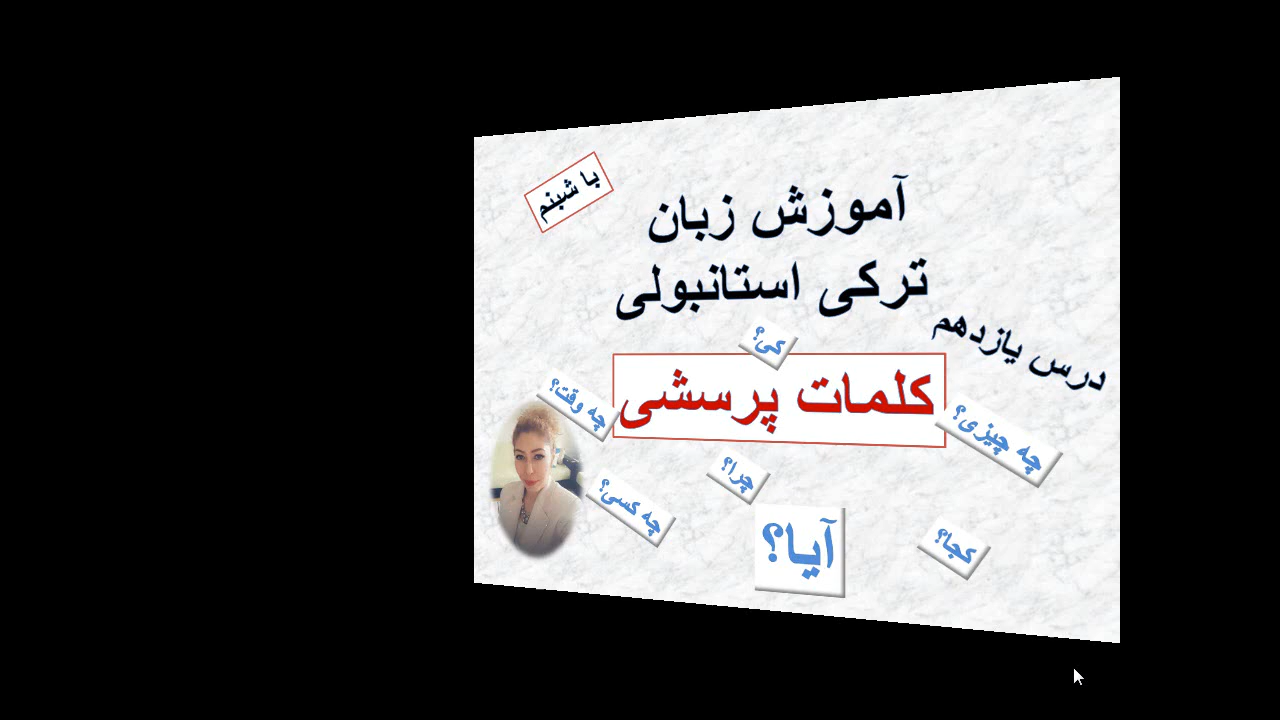 با شبنم
آموزش زبان
ترکی استانبولی
درس یازدهم
کی؟
کلمات پرسشی
چه وقت؟
چه چیزی؟
چرا؟
چه کسی؟
آیا؟
کجا؟